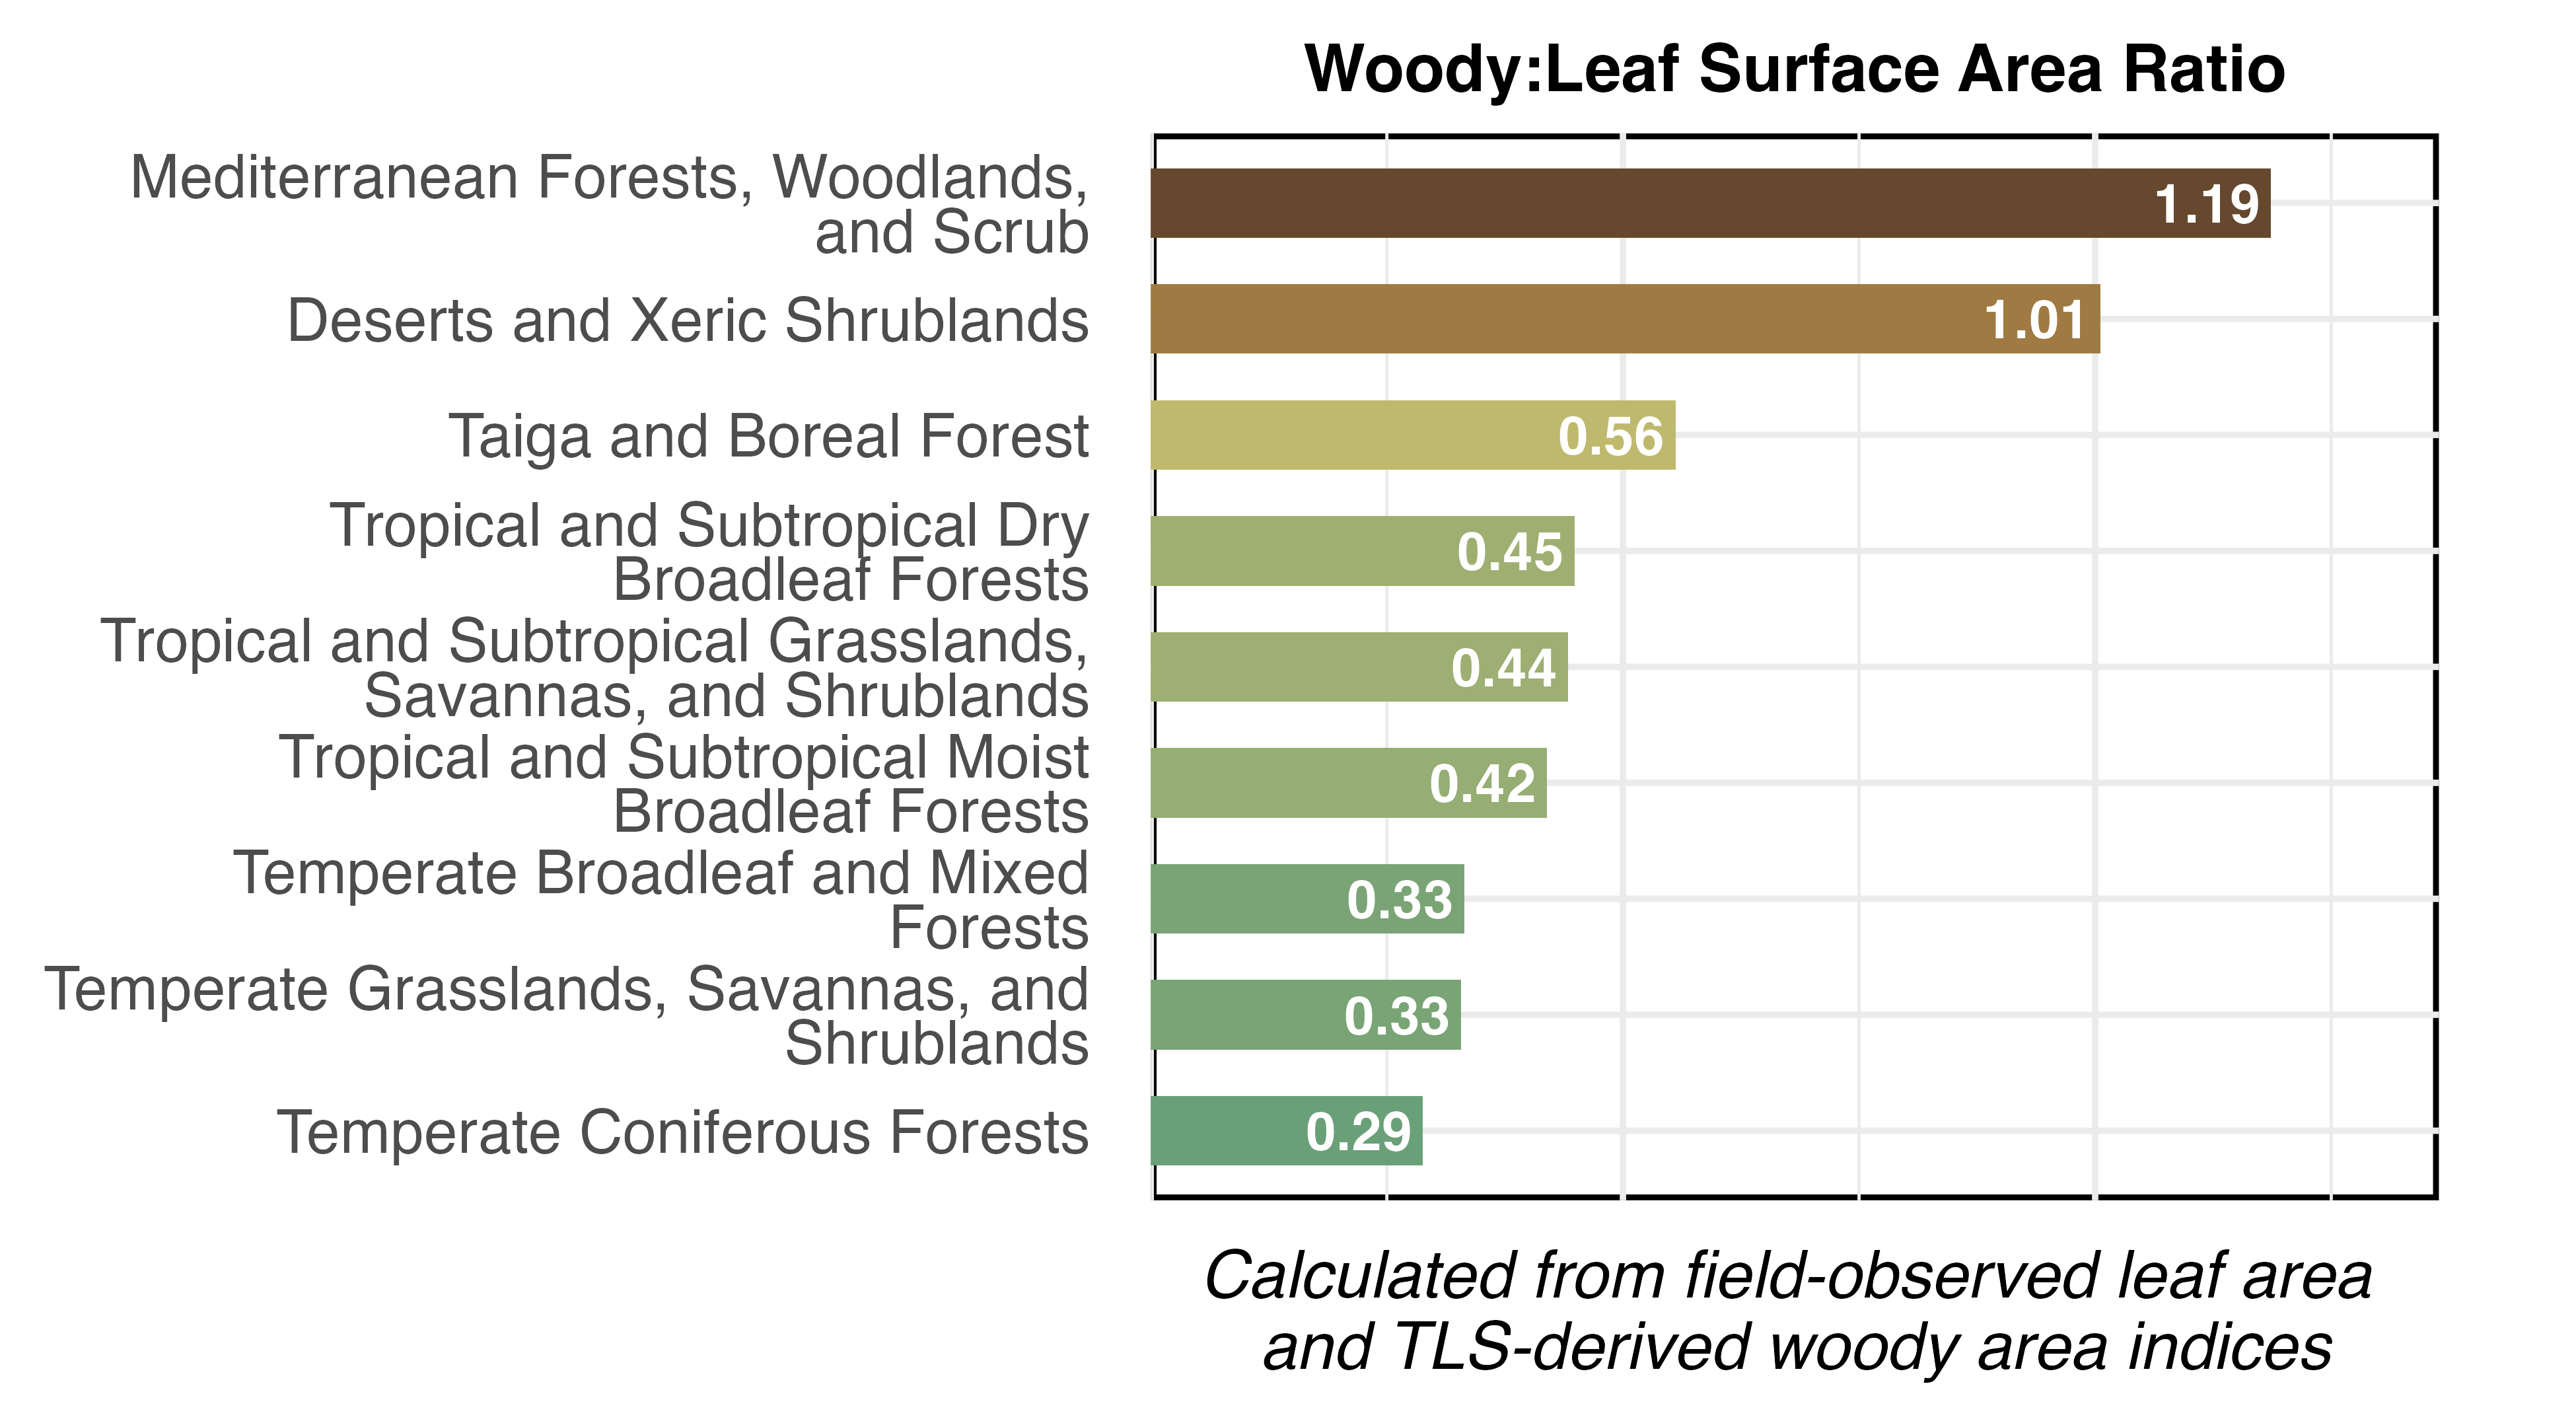 Woody:Leaf Surface Area Ratio
Mediterranean Forests, Woodlands,
and Scrub
1.19
Deserts and Xeric Shrublands
1.01
Taiga and Boreal Forest
0.56
Tropical and Subtropical Dry
Broadleaf Forests
0.45
Tropical and Subtropical Grasslands,
Savannas, and Shrublands
0.44
Tropical and Subtropical Moist
Broadleaf Forests
0.42
Temperate Broadleaf and Mixed
Forests
0.33
Temperate Grasslands, Savannas, and
Shrublands
0.33
Temperate Coniferous Forests
0.29
Calculated from field-observed leaf area
and TLS-derived woody area indices